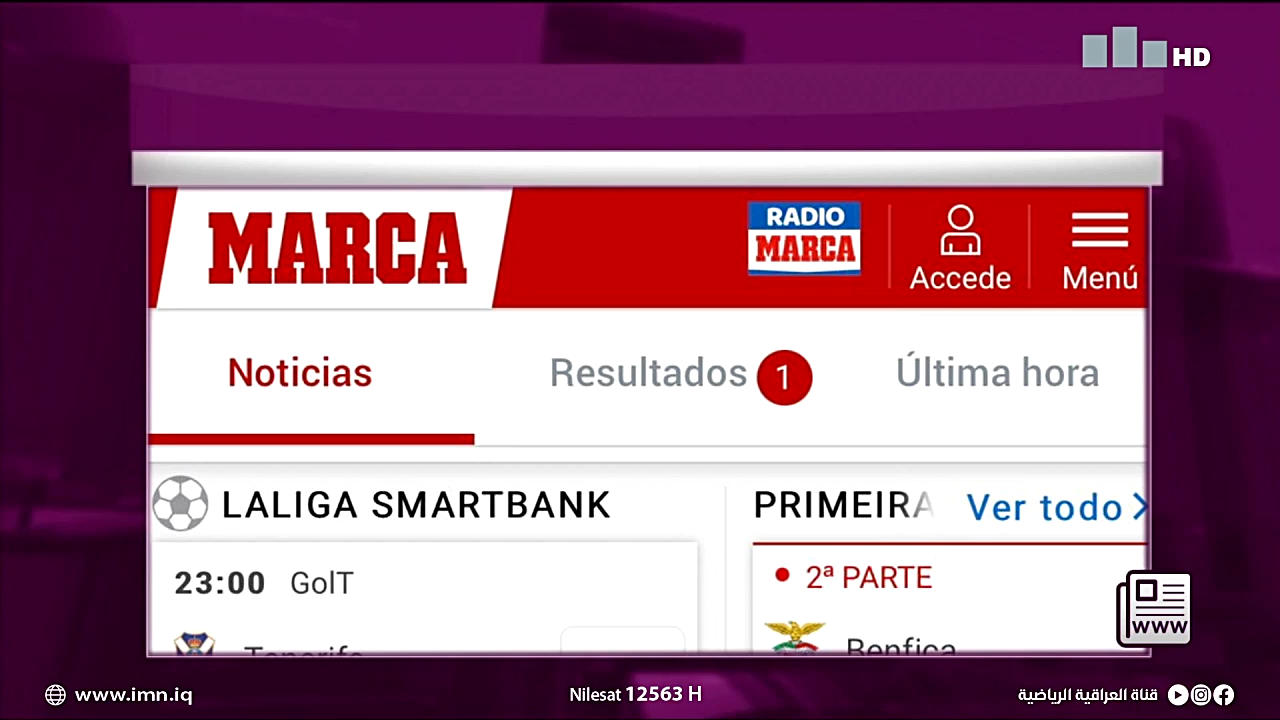 HD
MARCA
RADIO
MARCA
Accede
Menú
Noticias
Resultados 1
Última hora
LALIGA SMARTBANK
PRIMEIRA
Ver todo
23:00 GolT
2ª PARTE
Tenerife
Benfica
www
www.imn.iq
Nilesat 12563 H
قناة العراقية الرياضية